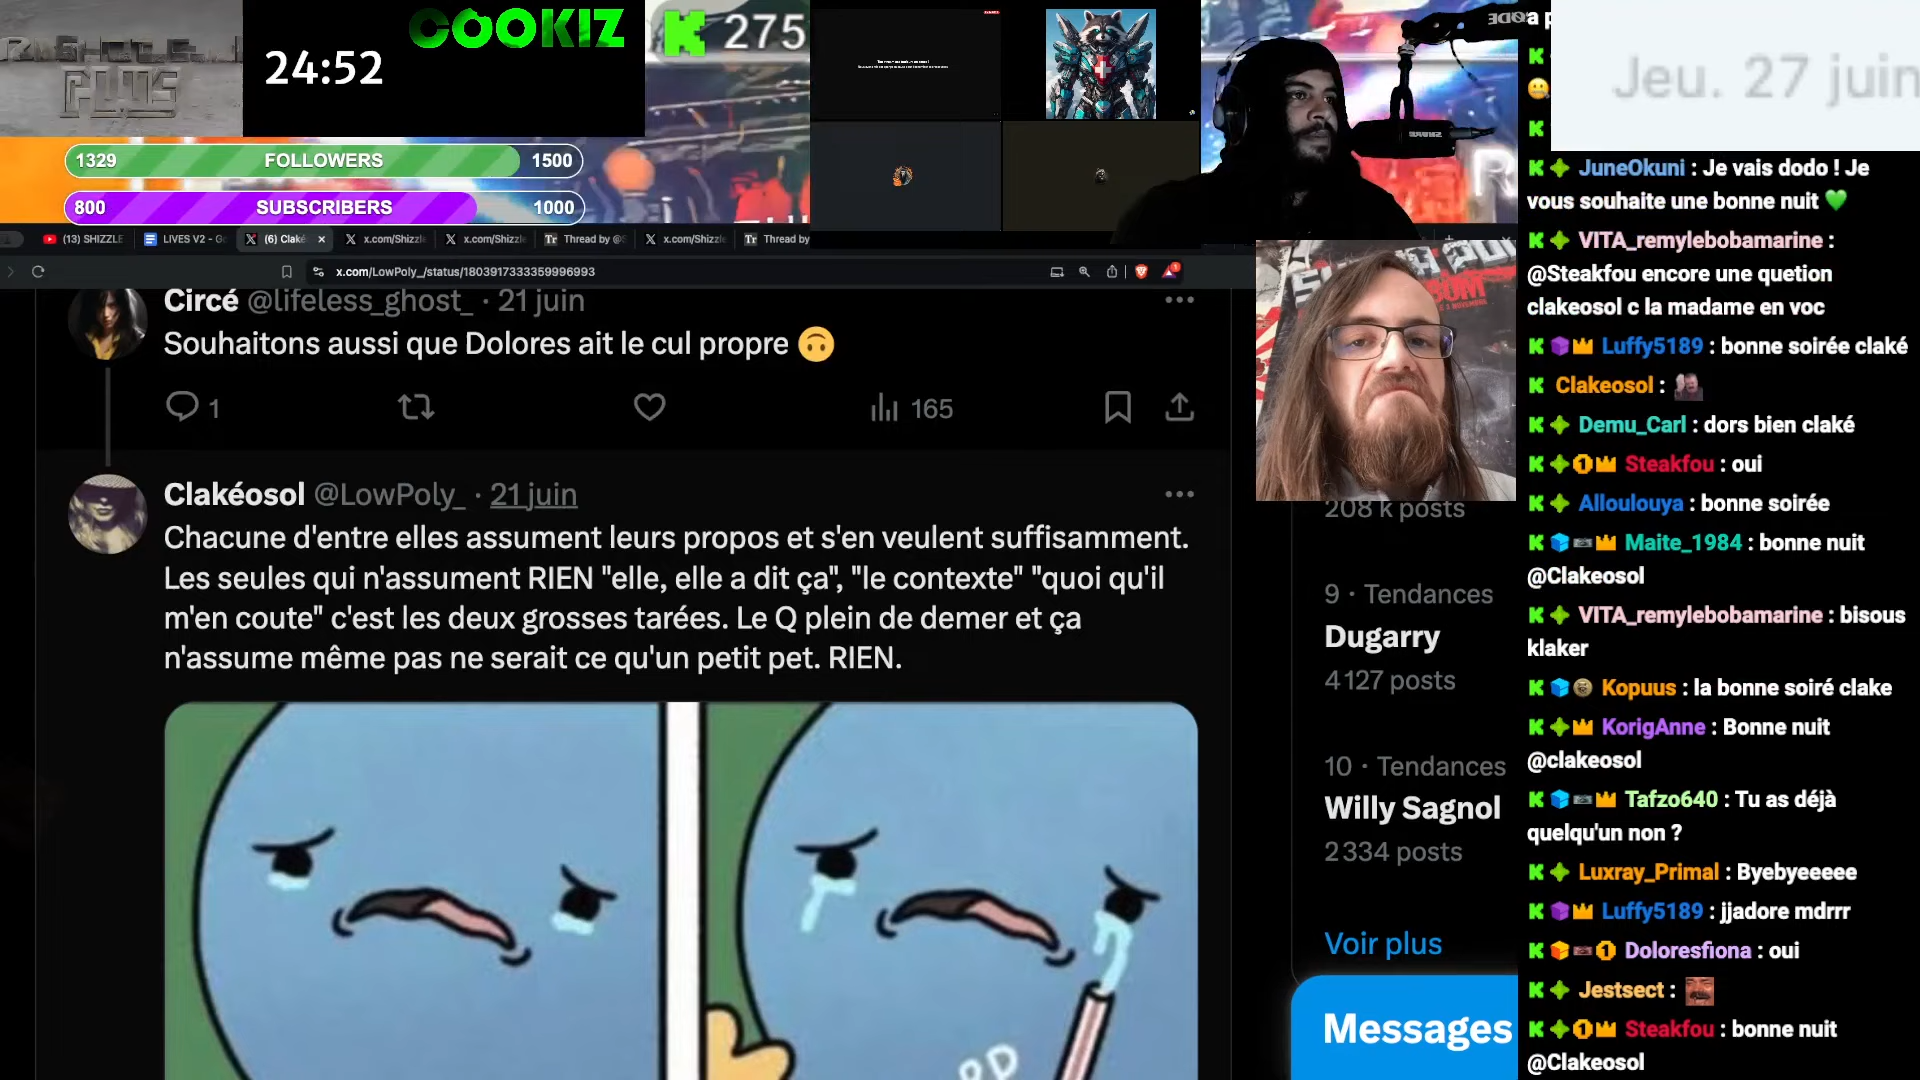 PLUS
24:52
COOKIZ
K 275
1329 FOLLOWERS 1500
800 SUBSCRIBERS 1000
Jeu. 27 juin
(13) SHIZZLE
LIVES V2 - G
(6) Claké
x.com/Shizzle
x.com/Shizzle
Thread by @S
x.com/Shizzle
Thread by
x.com/LowPoly_/status/1803917333359996993
Circé @lifeless_ghost_ · 21 juin
Souhaitons aussi que Dolores ait le cul propre 🙃
1
165
Clakéosol @LowPoly_ · 21 juin
Chacune d'entre elles assument leurs propos et s'en veulent suffisamment.
Les seules qui n'assument RIEN "elle, elle a dit ça", "le contexte" "quoi qu'il
m'en coute" c'est les deux grosses tarées. Le Q plein de demer et ça
n'assume même pas ne serait ce qu'un petit pet. RIEN.
208 k posts
9 · Tendances
Dugarry
4 127 posts
10 · Tendances
Willy Sagnol
2 334 posts
Voir plus
Messages
JuneOkuni : Je vais dodo ! Je
vous souhaite une bonne nuit 💚
VITA_remylebobamarine :
@Steakfou encore une quetion
clakeosol c la madame en voc
Luffy5189 : bonne soirée claké
Clakeosol :
Demu_Carl : dors bien claké
Steakfou : oui
Alloulouya : bonne soirée
Maite_1984 : bonne nuit
@Clakeosol
VITA_remylebobamarine : bisous
klaker
Kopuus : la bonne soiré clake
KorigAnne : Bonne nuit
@clakeosol
Tafzo640 : Tu as déjà
quelqu'un non ?
Luxray_Primal : Byebyeeeee
Luffy5189 : jjadore mdrrr
Doloresfiona : oui
Jestsect :
Steakfou : bonne nuit
@Clakeosol